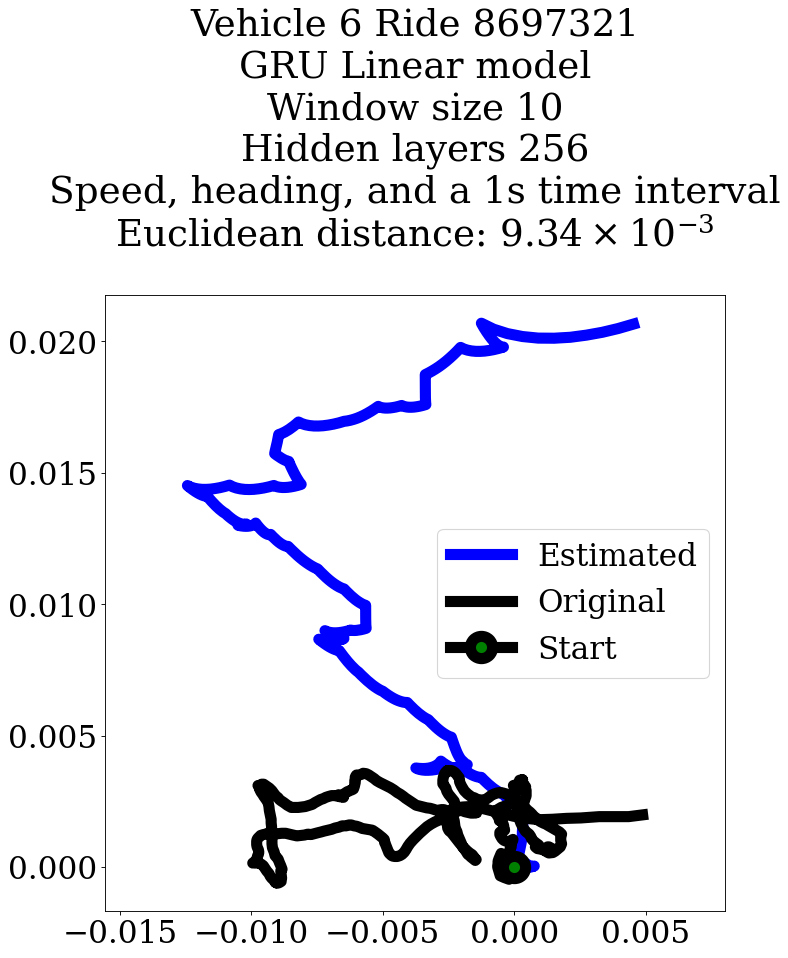 Vehicle 6 Ride 8697321
GRU Linear model
Window size 10
Hidden layers 256
Speed, heading, and a 1s time interval
Euclidean distance: 9.34 × 10⁻³
0.020
0.015
0.010
0.005
0.000
Estimated
Original
Start
−0.015 −0.010 −0.005 0.000 0.005